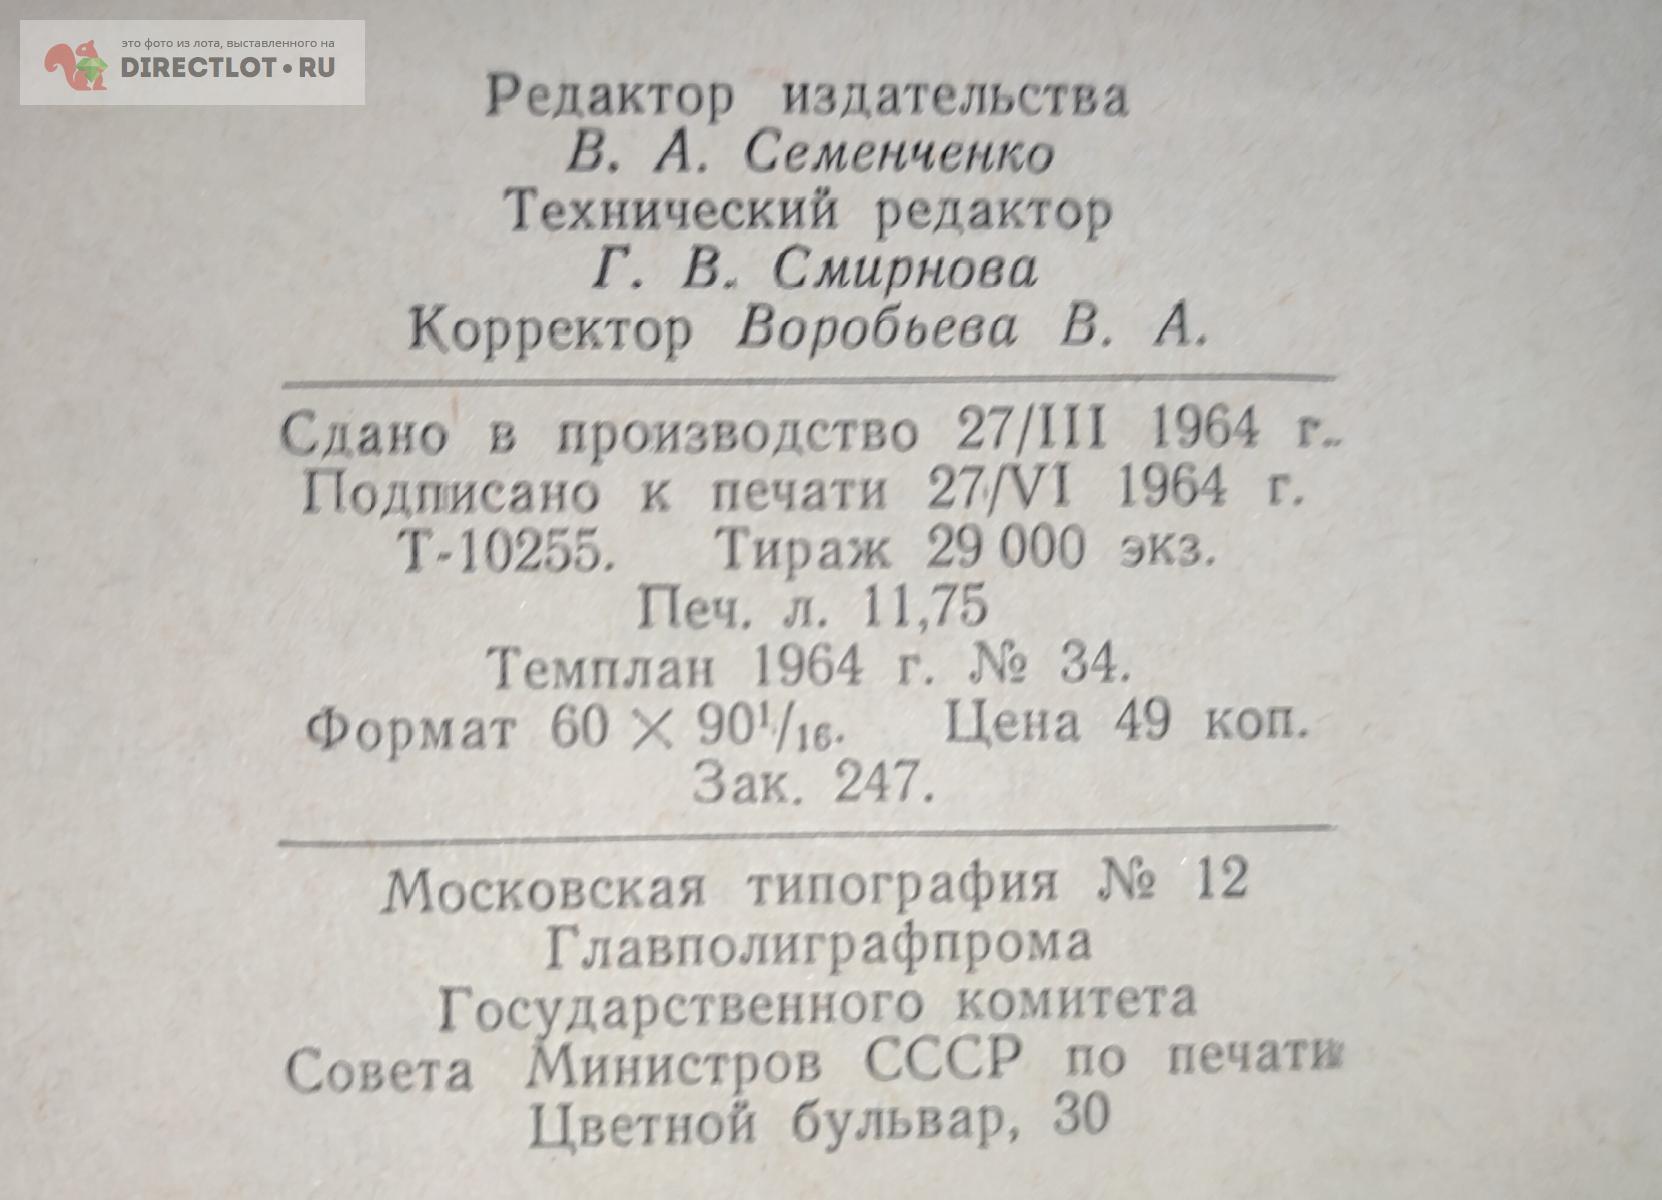 это фото из лота, выставленного на
DIRECTLOT•RU
Редактор издательства
В. А. Семенченко
Технический редактор
Г. В. Смирнова
Корректор Воробьева В. А.
Сдано в производство 27/III 1964 г.
Подписано к печати 27/VI 1964 г.
Т-10255. Тираж 29 000 экз.
Печ. л. 11,75
Темплан 1964 г. № 34.
Формат 60 × 90¹/₁₆. Цена 49 коп.
Зак. 247.
Московская типография № 12
Главполиграфпрома
Государственного комитета
Совета Министров СССР по печати
Цветной бульвар, 30